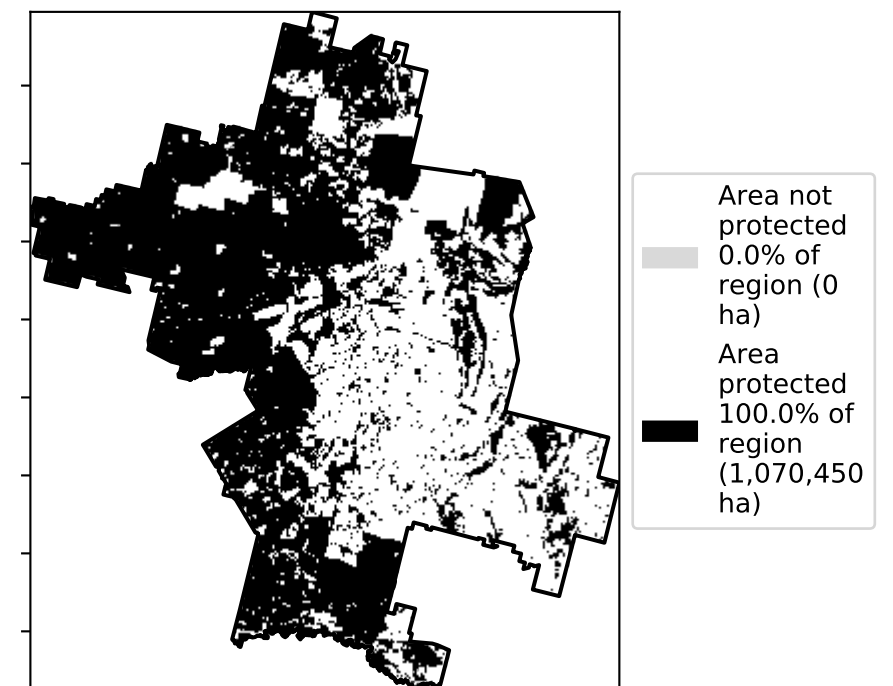 Area not
protected
0.0% of
region (0
ha)
Area
protected
100.0% of
region
(1,070,450
ha)